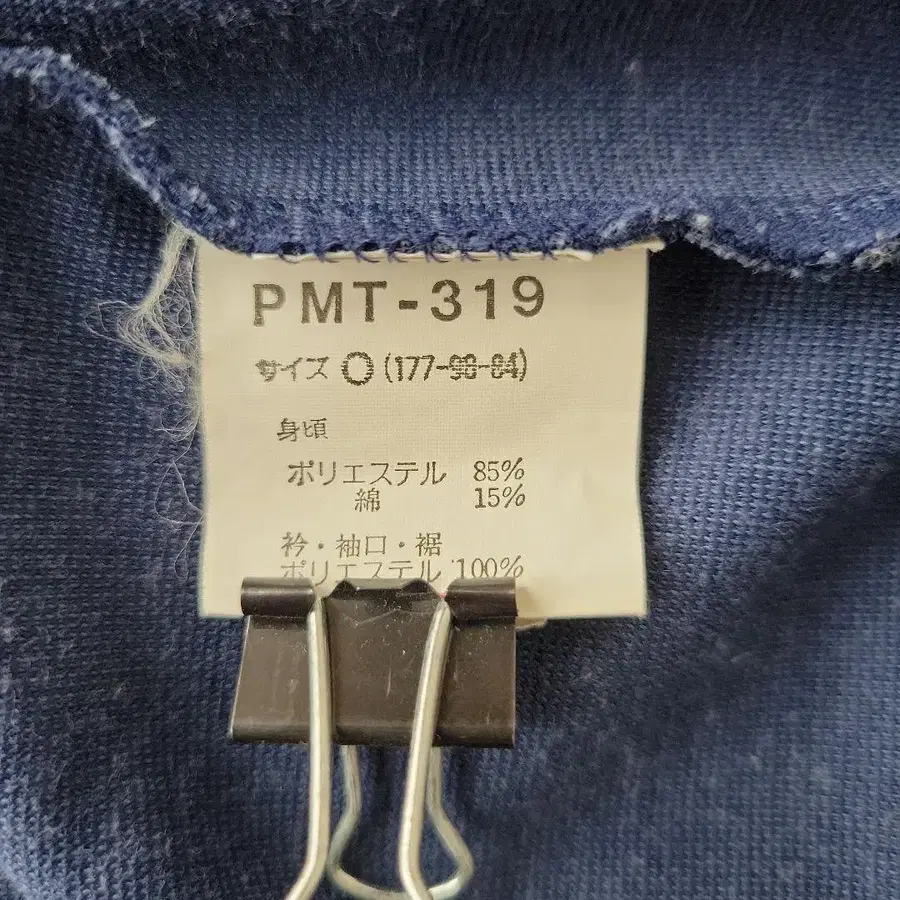 PMT-319
サイズ O (177-98-84)
身頃
ポリエステル 85%
綿 15%
衿・袖口・裾
ポリエステル 100%